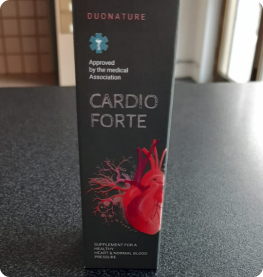 DUONATURE
Approved
by the medical
Association
CARDIO
FORTE
SUPPLEMENT FOR A
HEALTHY
HEART & NORMAL BLOOD
PRESSURE